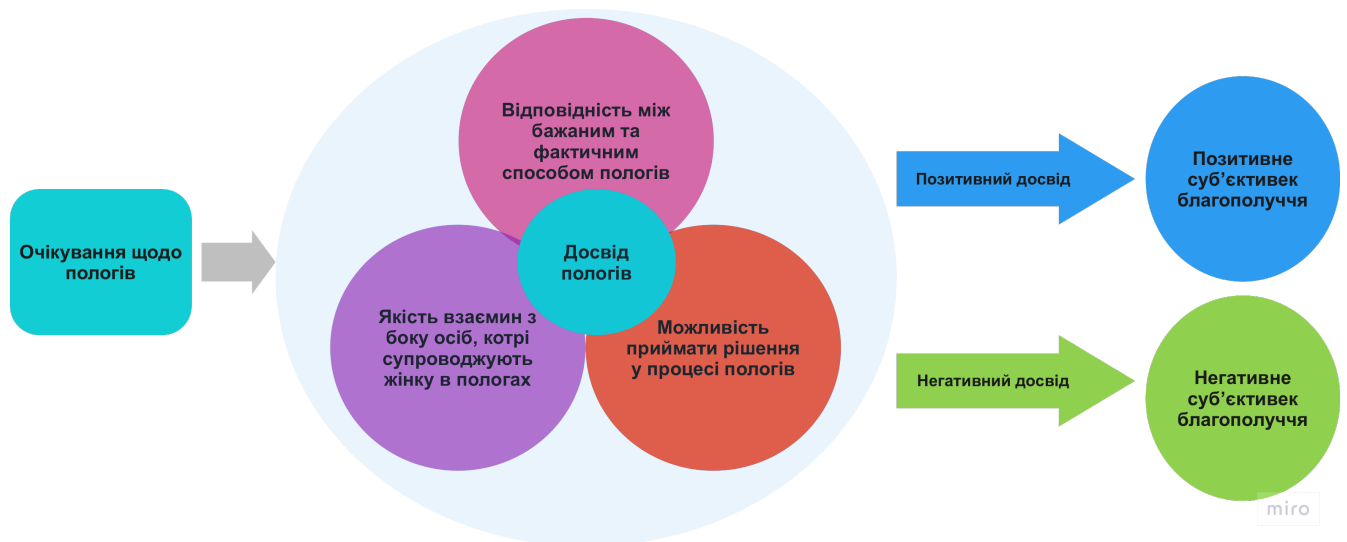 Очікування щодо
пологів
Відповідність між
бажаним та
фактичним
способом пологів
Досвід
пологів
Якість взаємин з
боку осіб, котрі
супроводжують
жінку в пологах
Можливість
приймати рішення
у процесі пологів
Позитивний досвід
Позитивне
суб’єктивек
благополуччя
Негативний досвід
Негативне
суб’єктивек
благополуччя
miro